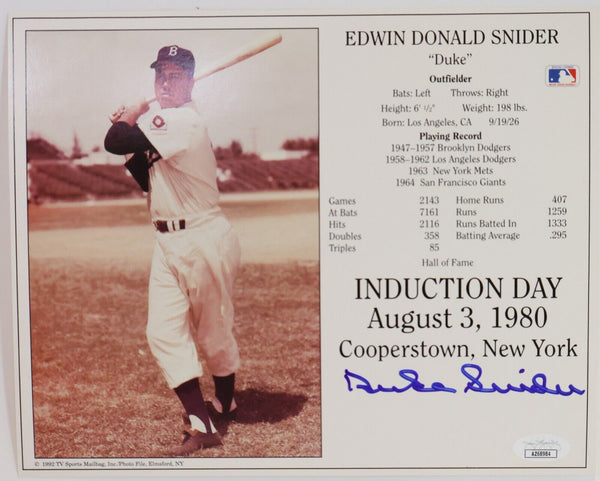 B
EDWIN DONALD SNIDER
“Duke”
Outfielder
Bats: Left Throws: Right
Height: 6' ½" Weight: 198 lbs.
Born: Los Angeles, CA 9/19/26
Playing Record
1947–1957 Brooklyn Dodgers
1958–1962 Los Angeles Dodgers
1963 New York Mets
1964 San Francisco Giants
Games 2143 Home Runs 407
At Bats 7161 Runs 1259
Hits 2116 Runs Batted In 1333
Doubles 358 Batting Average .295
Triples 85
Hall of Fame
INDUCTION DAY
August 3, 1980
Cooperstown, New York
Duke Snider
AZ68984
© 1992 TV Sports Mailbag, Inc./Photo File, Elmsford, NY